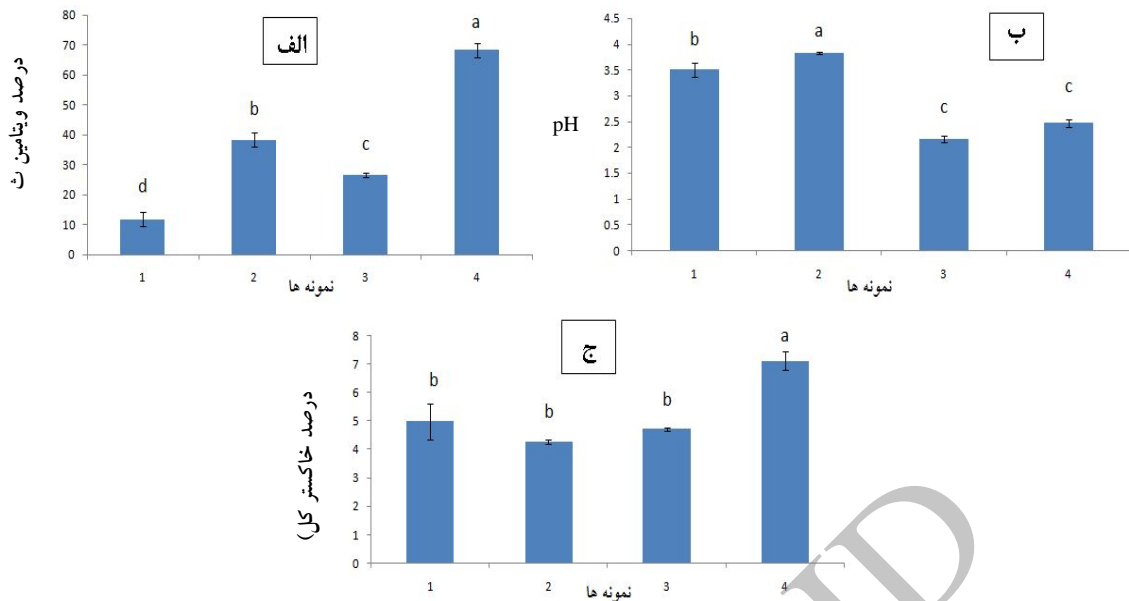 الف
درصد ویتامین ث
80
70
60
50
40
30
20
10
0
d
b
c
a
1 2 3 4
نمونه ها
ب
pH
4.5
4
3.5
3
2.5
2
1.5
1
0.5
0
b
a
c
c
1 2 3 4
نمونه ها
ج
درصد خاکستر کل)
8
7
6
5
4
3
2
1
0
b
b
b
a
1 2 3 4
نمونه ها